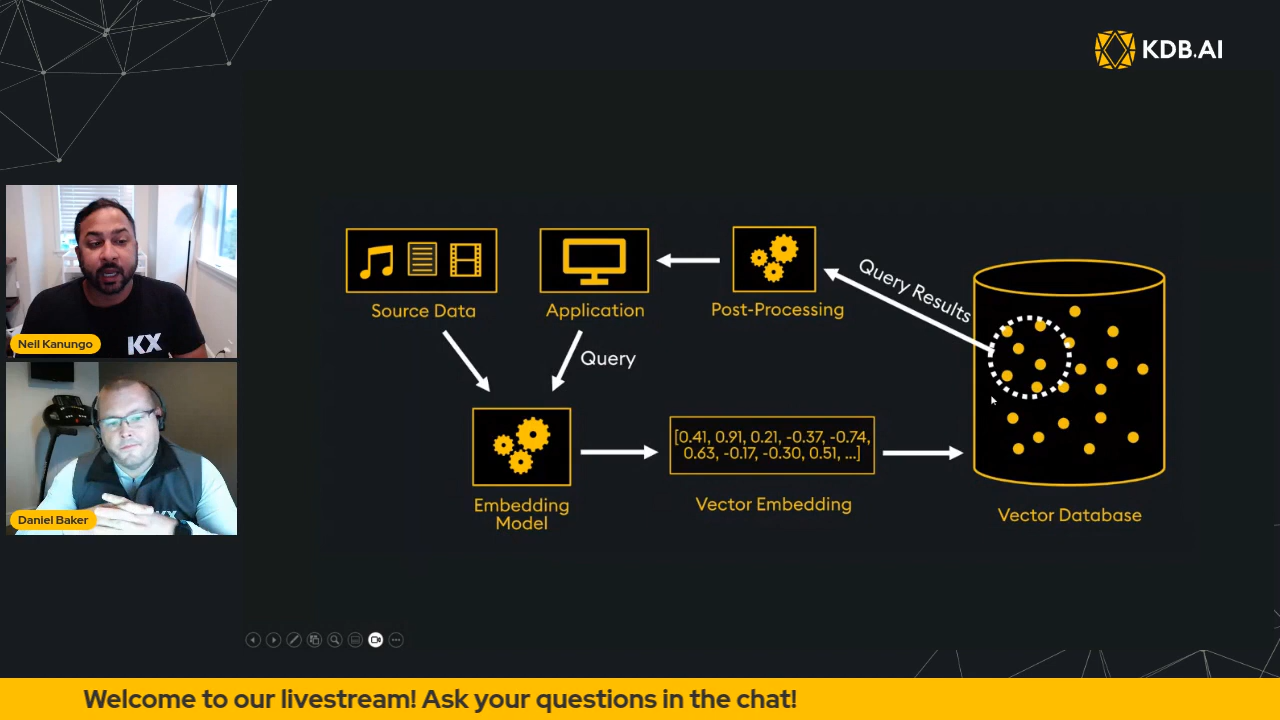 KDB.AI
KX
Neil Kanungo
Daniel Baker
Source Data
Application
Post-Processing
Query Results
Query
[0.41, 0.91, 0.21, -0.37, -0.74,
0.63, -0.17, -0.30, 0.51, ...]
Embedding
Model
Vector Embedding
Vector Database
Welcome to our livestream! Ask your questions in the chat!